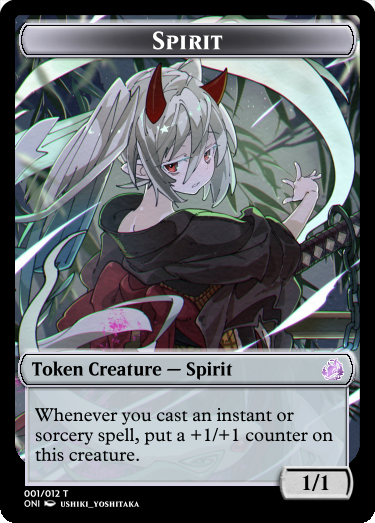 SPIRIT
Token Creature — Spirit
Whenever you cast an instant or
sorcery spell, put a +1/+1 counter on
this creature.
1/1
001/012 T
ONI USHIKI_YOSHITAKA